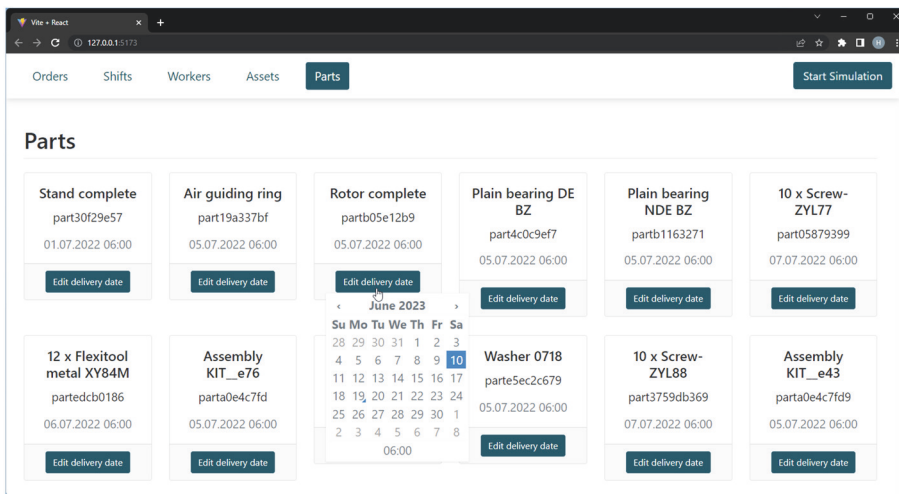 Vite + React
127.0.0.1:5173
H
Orders Shifts Workers Assets Parts Start Simulation
Parts
Stand complete
part30f29e57
01.07.2022 06:00
Edit delivery date
Air guiding ring
part19a337bf
05.07.2022 06:00
Edit delivery date
Rotor complete
partb05e12b9
05.07.2022 06:00
Edit delivery date
Plain bearing DE
BZ
part4c0c9ef7
05.07.2022 06:00
Edit delivery date
Plain bearing
NDE BZ
partb1163271
05.07.2022 06:00
Edit delivery date
10 x Screw-
ZYL77
part05879399
07.07.2022 06:00
Edit delivery date
‹ June 2023 ›
Su Mo Tu We Th Fr Sa
28 29 30 31 1 2 3
4 5 6 7 8 9 10
11 12 13 14 15 16 17
18 19 20 21 22 23 24
25 26 27 28 29 30 1
2 3 4 5 6 7 8
06:00
12 x Flexitool
metal XY84M
partedcb0186
06.07.2022 06:00
Edit delivery date
Assembly
KIT__e76
parta0e4c7fd
05.07.2022 06:00
Edit delivery date
Washer 0718
parte5ec2c679
05.07.2022 06:00
Edit delivery date
10 x Screw-
ZYL88
part3759db369
07.07.2022 06:00
Edit delivery date
Assembly
KIT__e43
parta0e4c7fd9
05.07.2022 06:00
Edit delivery date